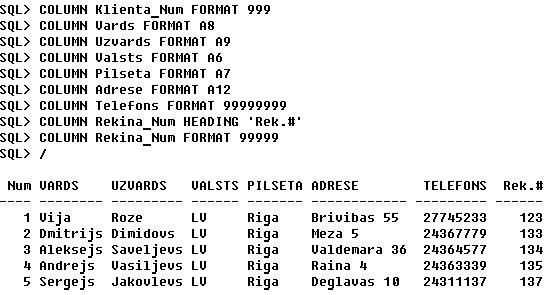 SQL> COLUMN Klienta_Num FORMAT 999
SQL> COLUMN Vards FORMAT A8
SQL> COLUMN Uzvards FORMAT A9
SQL> COLUMN Valsts FORMAT A6
SQL> COLUMN Pilseta FORMAT A7
SQL> COLUMN Adrese FORMAT A12
SQL> COLUMN Telefons FORMAT 99999999
SQL> COLUMN Rekina_Num HEADING 'Rek.#'
SQL> COLUMN Rekina_Num FORMAT 99999
SQL> /
Num VARDS UZVARDS VALSTS PILSETA ADRESE TELEFONS Rek.#
---- -------- --------- ------ ------- ------------ --------- ------
1 Vija Roze LV Riga Brivibas 55 27745233 123
2 Dmitrijs Dimidovs LV Riga Meza 5 24367779 133
3 Aleksejs Saveljevs LV Riga Valdemara 36 24364577 134
4 Andrejs Vasiljevs LV Riga Raina 4 24363339 135
5 Sergejs Jakovlevs LV Riga Deglavas 10 24311137 137